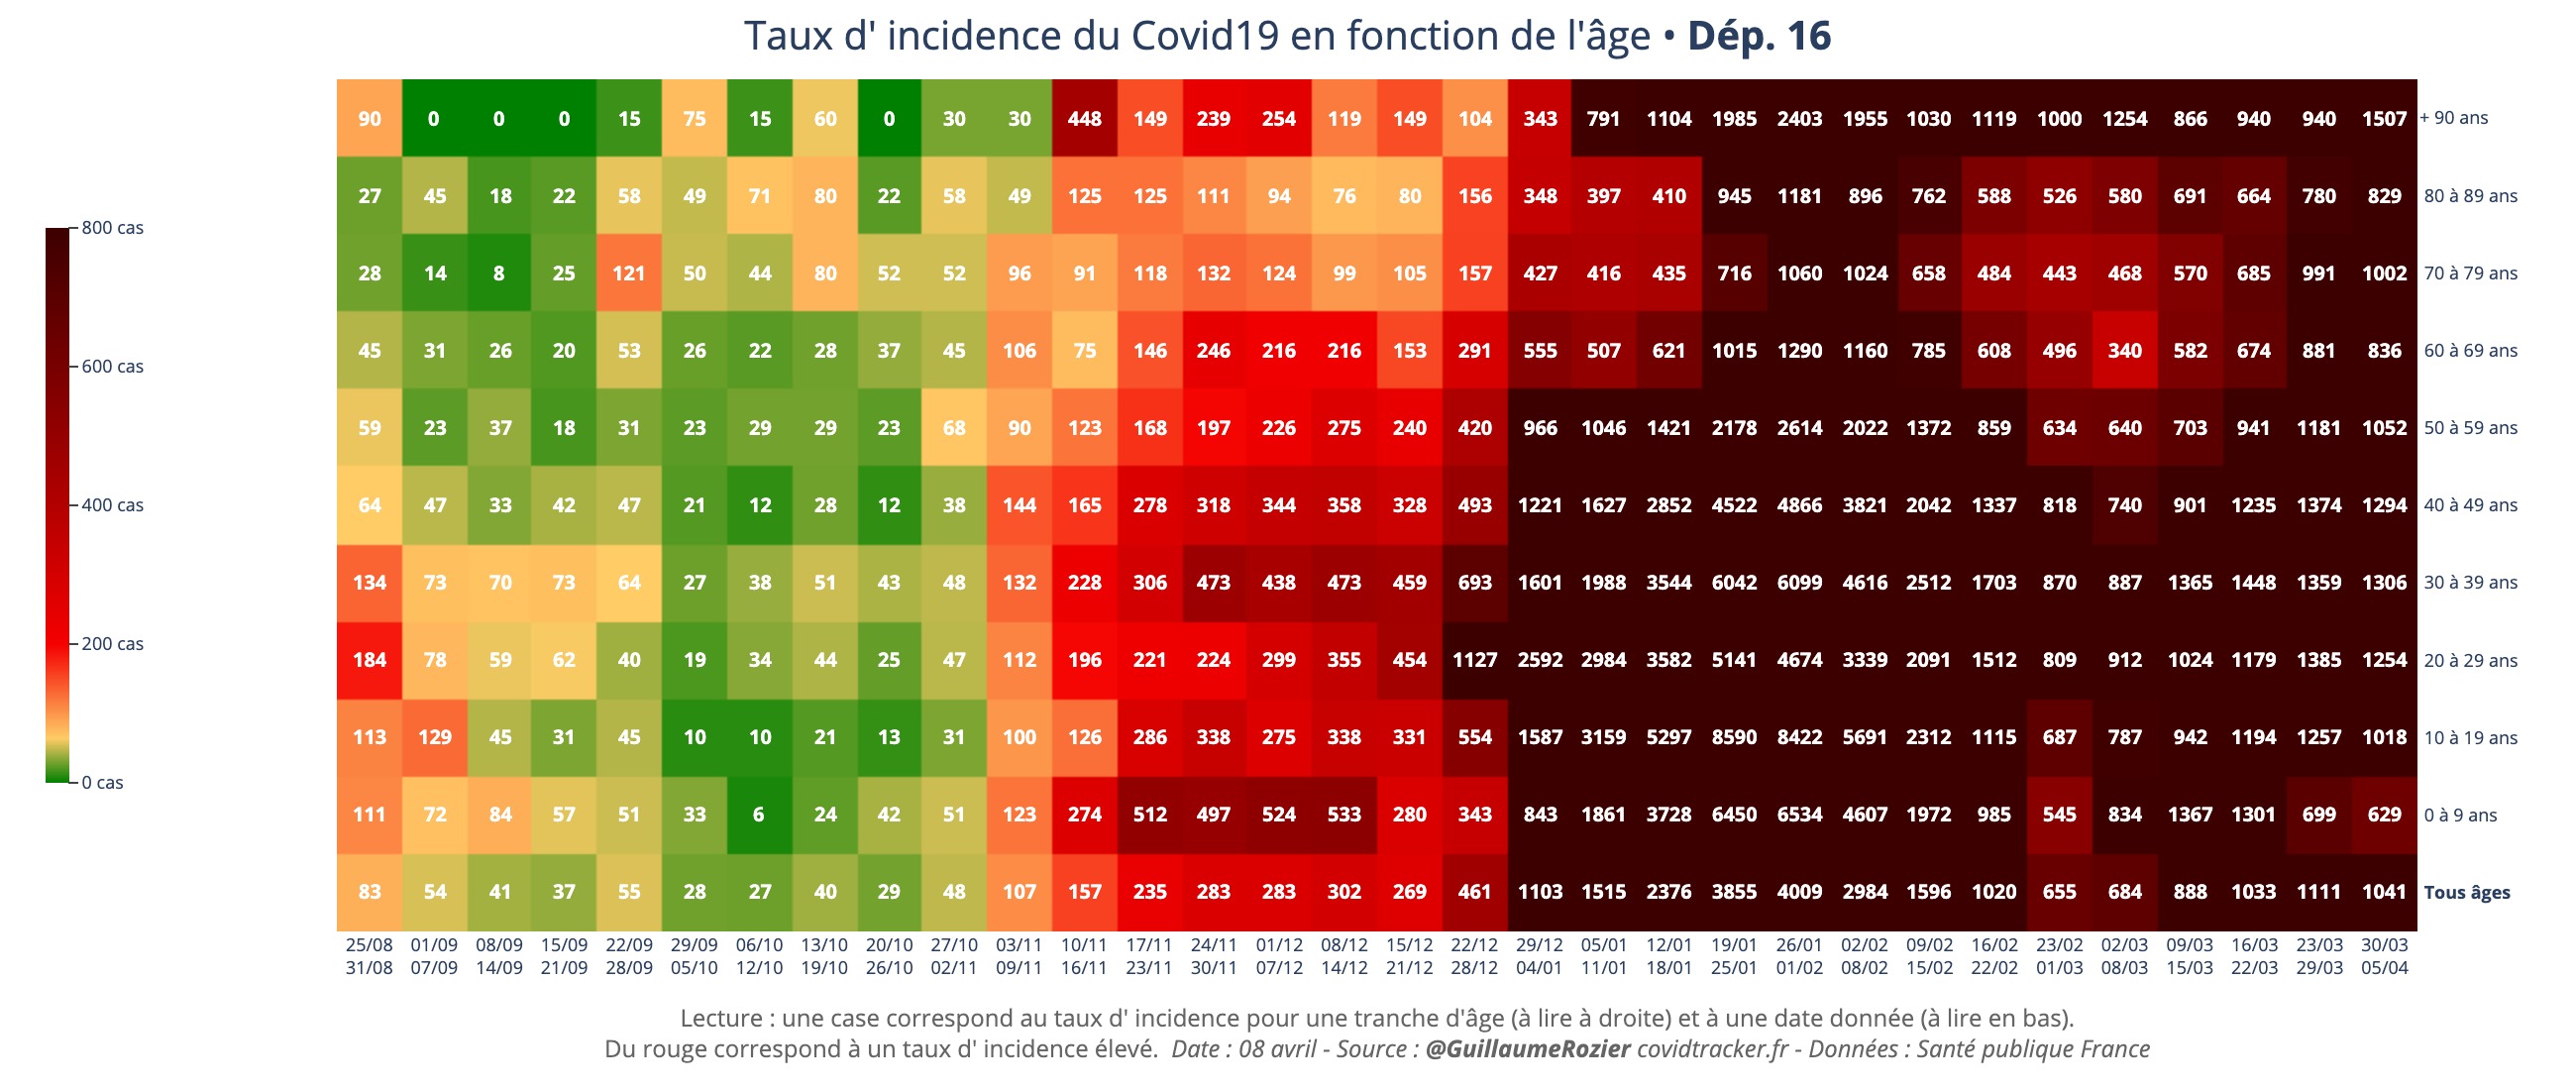 Taux d' incidence du Covid19 en fonction de l'âge • Dép. 16
800 cas
600 cas
400 cas
200 cas
0 cas
90 0 0 0 15 75 15 60 0 30 30 448 149 239 254 119 149 104 343 791 1104 1985 2403 1955 1030 1119 1000 1254 866 940 940 1507 + 90 ans
27 45 18 22 58 49 71 80 22 58 49 125 125 111 94 76 80 156 348 397 410 945 1181 896 762 588 526 580 691 664 780 829 80 à 89 ans
28 14 8 25 121 50 44 80 52 52 96 91 118 132 124 99 105 157 427 416 435 716 1060 1024 658 484 443 468 570 685 991 1002 70 à 79 ans
45 31 26 20 53 26 22 28 37 45 106 75 146 246 216 216 153 291 555 507 621 1015 1290 1160 785 608 496 340 582 674 881 836 60 à 69 ans
59 23 37 18 31 23 29 29 23 68 90 123 168 197 226 275 240 420 966 1046 1421 2178 2614 2022 1372 859 634 640 703 941 1181 1052 50 à 59 ans
64 47 33 42 47 21 12 28 12 38 144 165 278 318 344 358 328 493 1221 1627 2852 4522 4866 3821 2042 1337 818 740 901 1235 1374 1294 40 à 49 ans
134 73 70 73 64 27 38 51 43 48 132 228 306 473 438 473 459 693 1601 1988 3544 6042 6099 4616 2512 1703 870 887 1365 1448 1359 1306 30 à 39 ans
184 78 59 62 40 19 34 44 25 47 112 196 221 224 299 355 454 1127 2592 2984 3582 5141 4674 3339 2091 1512 809 912 1024 1179 1385 1254 20 à 29 ans
113 129 45 31 45 10 10 21 13 31 100 126 286 338 275 338 331 554 1587 3159 5297 8590 8422 5691 2312 1115 687 787 942 1194 1257 1018 10 à 19 ans
111 72 84 57 51 33 6 24 42 51 123 274 512 497 524 533 280 343 843 1861 3728 6450 6534 4607 1972 985 545 834 1367 1301 699 629 0 à 9 ans
83 54 41 37 55 28 27 40 29 48 107 157 235 283 283 302 269 461 1103 1515 2376 3855 4009 2984 1596 1020 655 684 888 1033 1111 1041 Tous âges
25/08 01/09 08/09 15/09 22/09 29/09 06/10 13/10 20/10 27/10 03/11 10/11 17/11 24/11 01/12 08/12 15/12 22/12 29/12 05/01 12/01 19/01 26/01 02/02 09/02 16/02 23/02 02/03 09/03 16/03 23/03 30/03
31/08 07/09 14/09 21/09 28/09 05/10 12/10 19/10 26/10 02/11 09/11 16/11 23/11 30/11 07/12 14/12 21/12 28/12 04/01 11/01 18/01 25/01 01/02 08/02 15/02 22/02 01/03 08/03 15/03 22/03 29/03 05/04
Lecture : une case correspond au taux d' incidence pour une tranche d'âge (à lire à droite) et à une date donnée (à lire en bas).
Du rouge correspond à un taux d' incidence élevé. Date : 08 avril - Source : @GuillaumeRozier covidtracker.fr - Données : Santé publique France